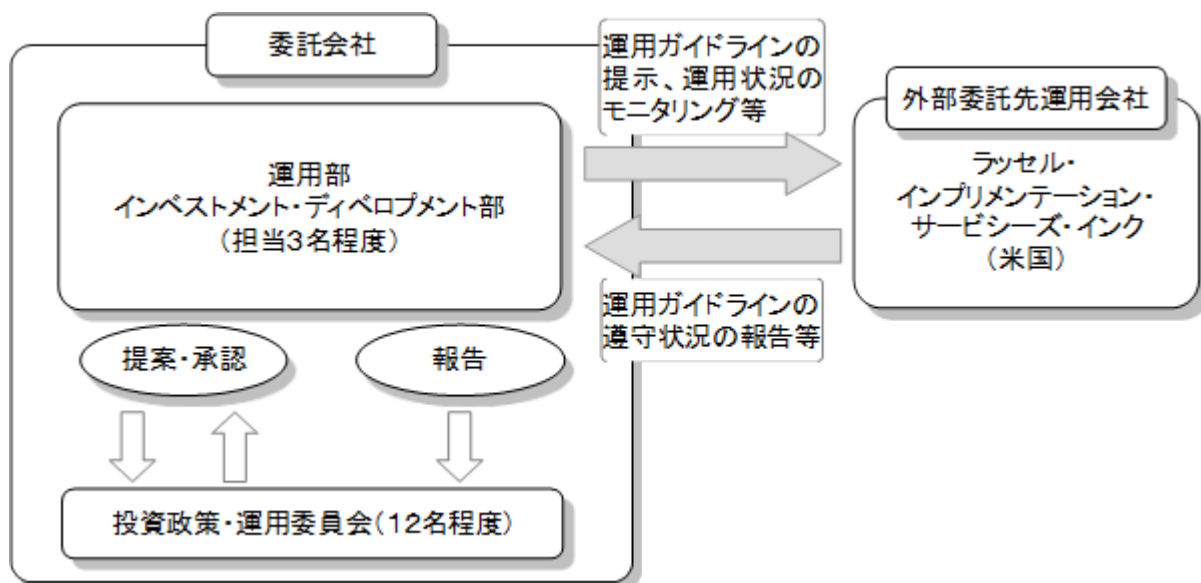 委託会社
運用ガイドラインの
提示、運用状況の
モニタリング等
外部委託先運用会社
運用部
インベストメント・ディベロプメント部
（担当３名程度）
ラッセル・
インプリメンテーション・
サービシーズ・インク
（米国）
運用ガイドラインの
遵守状況の報告等
提案・承認
報告
投資政策・運用委員会（１２名程度）